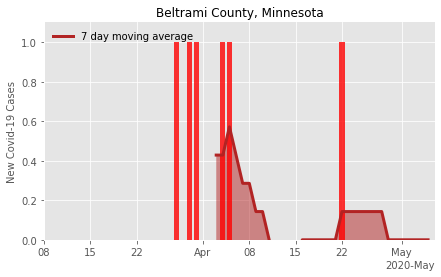 Beltrami County, Minnesota
7 day moving average
New Covid-19 Cases
1.0
0.8
0.6
0.4
0.2
0.0
08 15 22 Apr 08 15 22 May
2020-May